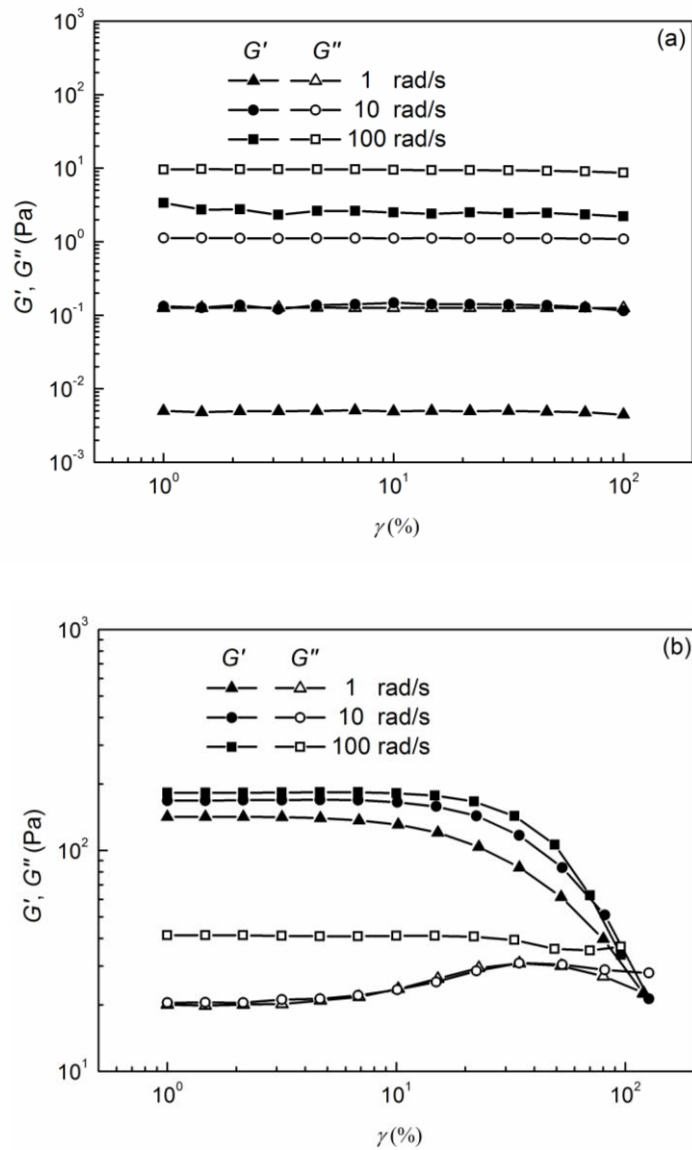 (a)
G' G"
1 rad/s
10 rad/s
100 rad/s
10³
10²
10¹
10⁰
10⁻¹
10⁻²
10⁻³
G', G" (Pa)
10⁰ 10¹ 10²
γ (%)
(b)
G' G"
1 rad/s
10 rad/s
100 rad/s
10³
10²
10¹
G', G" (Pa)
10⁰ 10¹ 10²
γ (%)